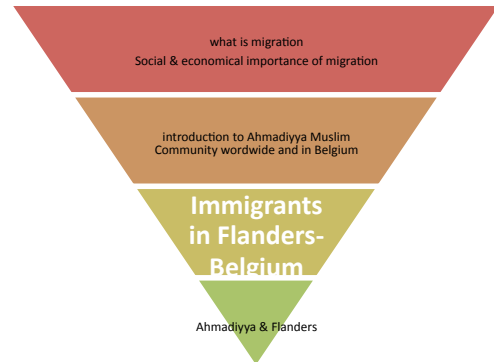 what is migration
Social & economical importance of migration
introduction to Ahmadiyya Muslim
Community wordwide and in Belgium
Immigrants
in Flanders-
Belgium
Ahmadiyya & Flanders